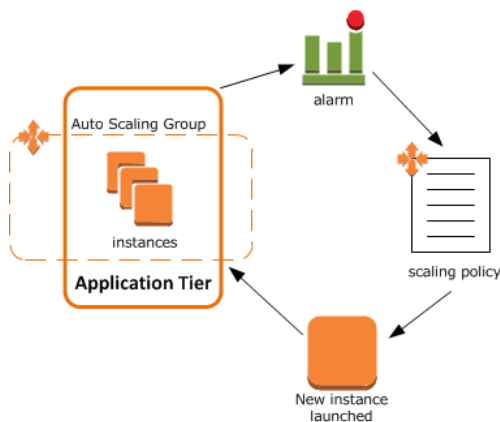 alarm
Auto Scaling Group
instances
Application Tier
scaling policy
New instance
launched